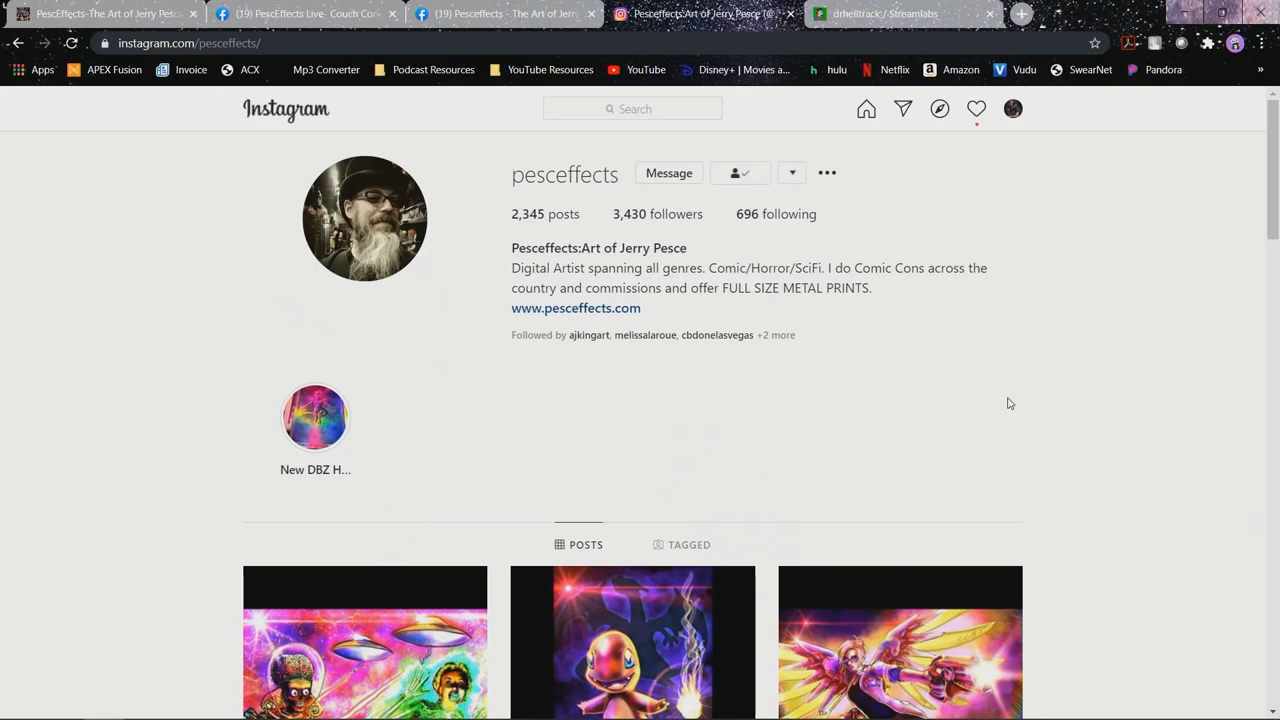 PescEffects-The Art of Jerry Pesc
(19) PescEffects Live- Couch Con
(19) Pesceffects - The Art of Jerry
Pesceffects:Art of Jerry Pesce (@
drhelltrack / Streamlabs
instagram.com/pesceffects/
Apps APEX Fusion Invoice ACX Mp3 Converter Podcast Resources YouTube Resources YouTube Disney+ | Movies a... hulu Netflix Amazon Vudu SwearNet Pandora »
Instagram
Search
pesceffects Message
2,345 posts 3,430 followers 696 following
Pesceffects:Art of Jerry Pesce
Digital Artist spanning all genres. Comic/Horror/SciFi. I do Comic Cons across the
country and commissions and offer FULL SIZE METAL PRINTS.
www.pesceffects.com
Followed by ajkingart, melissalaroue, cbdonelasvegas +2 more
New DBZ H...
POSTS TAGGED